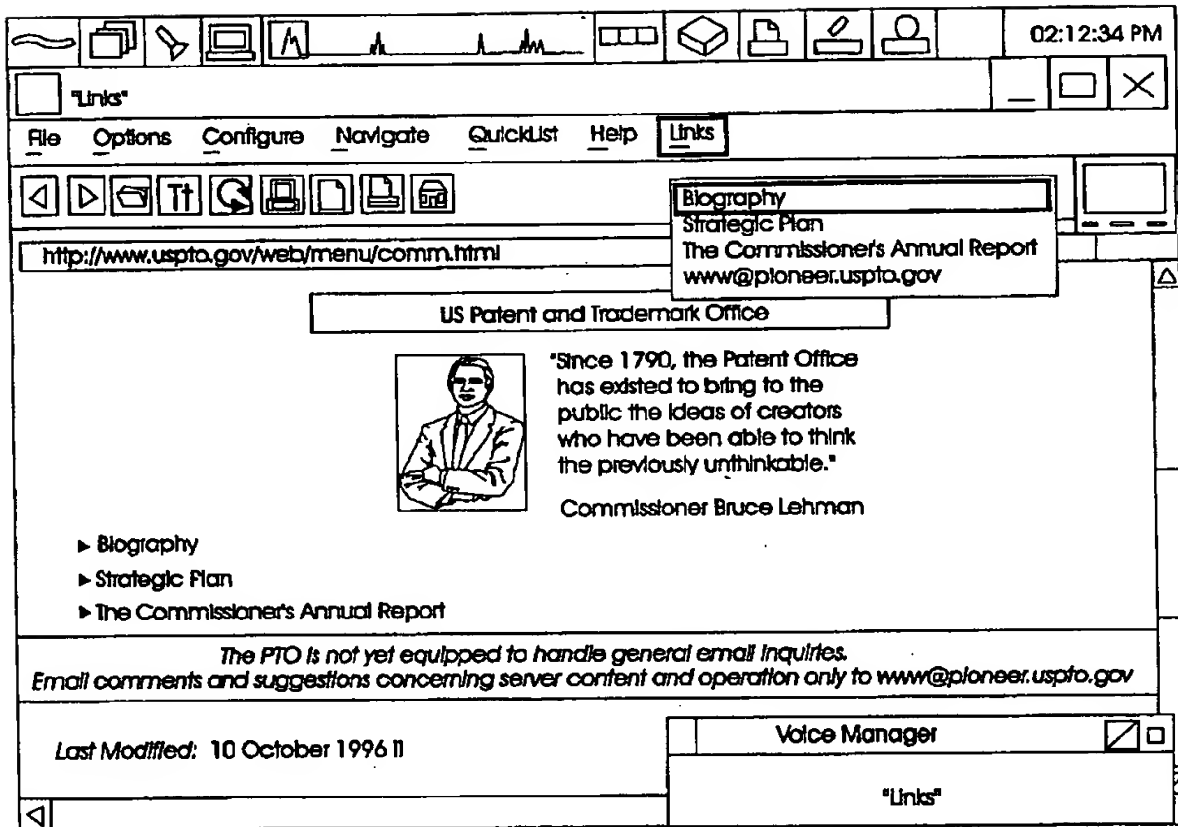 02:12:34 PM
"Links"
File Options Configure Navigate QuickList Help Links
Tt
Biography
Strategic Plan
The Commissioner's Annual Report
www@pioneer.uspto.gov
http://www.uspto.gov/web/menu/comm.html
US Patent and Trademark Office
"Since 1790, the Patent Office
has existed to bring to the
public the ideas of creators
who have been able to think
the previously unthinkable."
Commissioner Bruce Lehman
▸ Biography
▸ Strategic Plan
▸ The Commissioner's Annual Report
The PTO is not yet equipped to handle general email inquiries.
Email comments and suggestions concerning server content and operation only to www@pioneer.uspto.gov
Last Modified: 10 October 1996 11
Voice Manager
"Links"